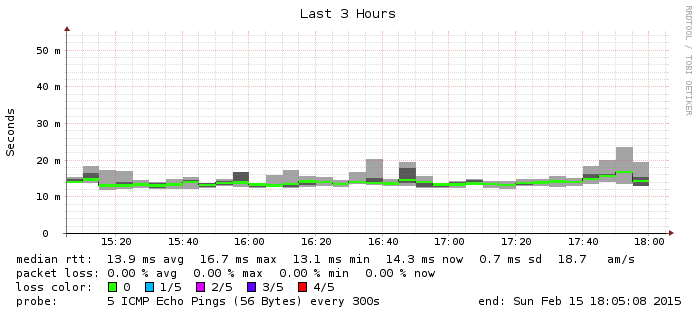 Last 3 Hours
RRDTOOL / TOBI OETIKER
Seconds
50 m
40 m
30 m
20 m
10 m
0
15:20 15:40 16:00 16:20 16:40 17:00 17:20 17:40 18:00
median rtt: 13.9 ms avg 16.7 ms max 13.1 ms min 14.3 ms now 0.7 ms sd 18.7 am/s
packet loss: 0.00 % avg 0.00 % max 0.00 % min 0.00 % now
loss color: 0 1/5 2/5 3/5 4/5
probe: 5 ICMP Echo Pings (56 Bytes) every 300s end: Sun Feb 15 18:05:08 2015